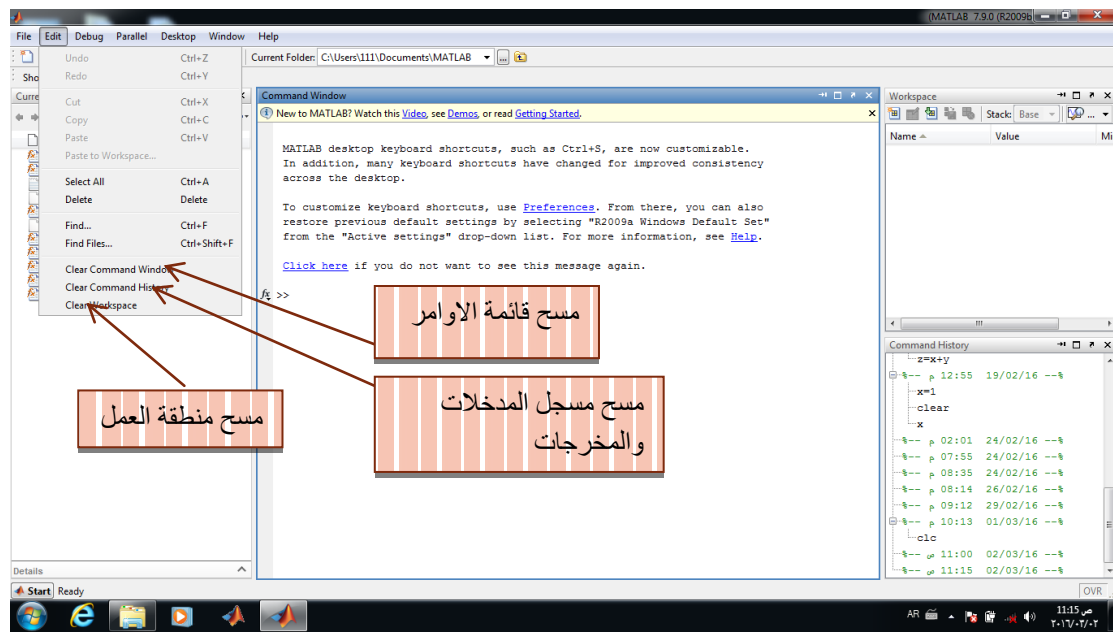 (MATLAB 7.9.0 (R2009b
File Edit Debug Parallel Desktop Window Help
Undo Ctrl+Z
Redo Ctrl+Y
Cut Ctrl+X
Copy Ctrl+C
Paste Ctrl+V
Paste to Workspace...
Select All Ctrl+A
Delete Delete
Find... Ctrl+F
Find Files... Ctrl+Shift+F
Clear Command Window
Clear Command History
Clear Workspace
Current Folder: C:\Users\111\Documents\MATLAB
Sho
Curre
Details
Command Window
New to MATLAB? Watch this Video, see Demos, or read Getting Started.
MATLAB desktop keyboard shortcuts, such as Ctrl+S, are now customizable.
In addition, many keyboard shortcuts have changed for improved consistency
across the desktop.
To customize keyboard shortcuts, use Preferences. From there, you can also
restore previous default settings by selecting "R2009a Windows Default Set"
from the "Active settings" drop-down list. For more information, see Help.
Click here if you do not want to see this message again.
fx >>
مسح قائمة الاوامر
مسح مسجل المدخلات
والمخرجات
مسح منطقة العمل
Workspace
Stack: Base
Name Value Mi
Command History
z=x+y
%-- م 12:55 19/02/16 --%
x=1
clear
x
%-- م 02:01 24/02/16 --%
%-- م 07:55 24/02/16 --%
%-- م 08:35 24/02/16 --%
%-- م 08:14 26/02/16 --%
%-- م 09:12 29/02/16 --%
%-- م 10:13 01/03/16 --%
clc
%-- ص 11:00 02/03/16 --%
%-- ص 11:15 02/03/16 --%
Start Ready
OVR
AR
11:15 ص
٢٠١٦/٠٣/٠٢